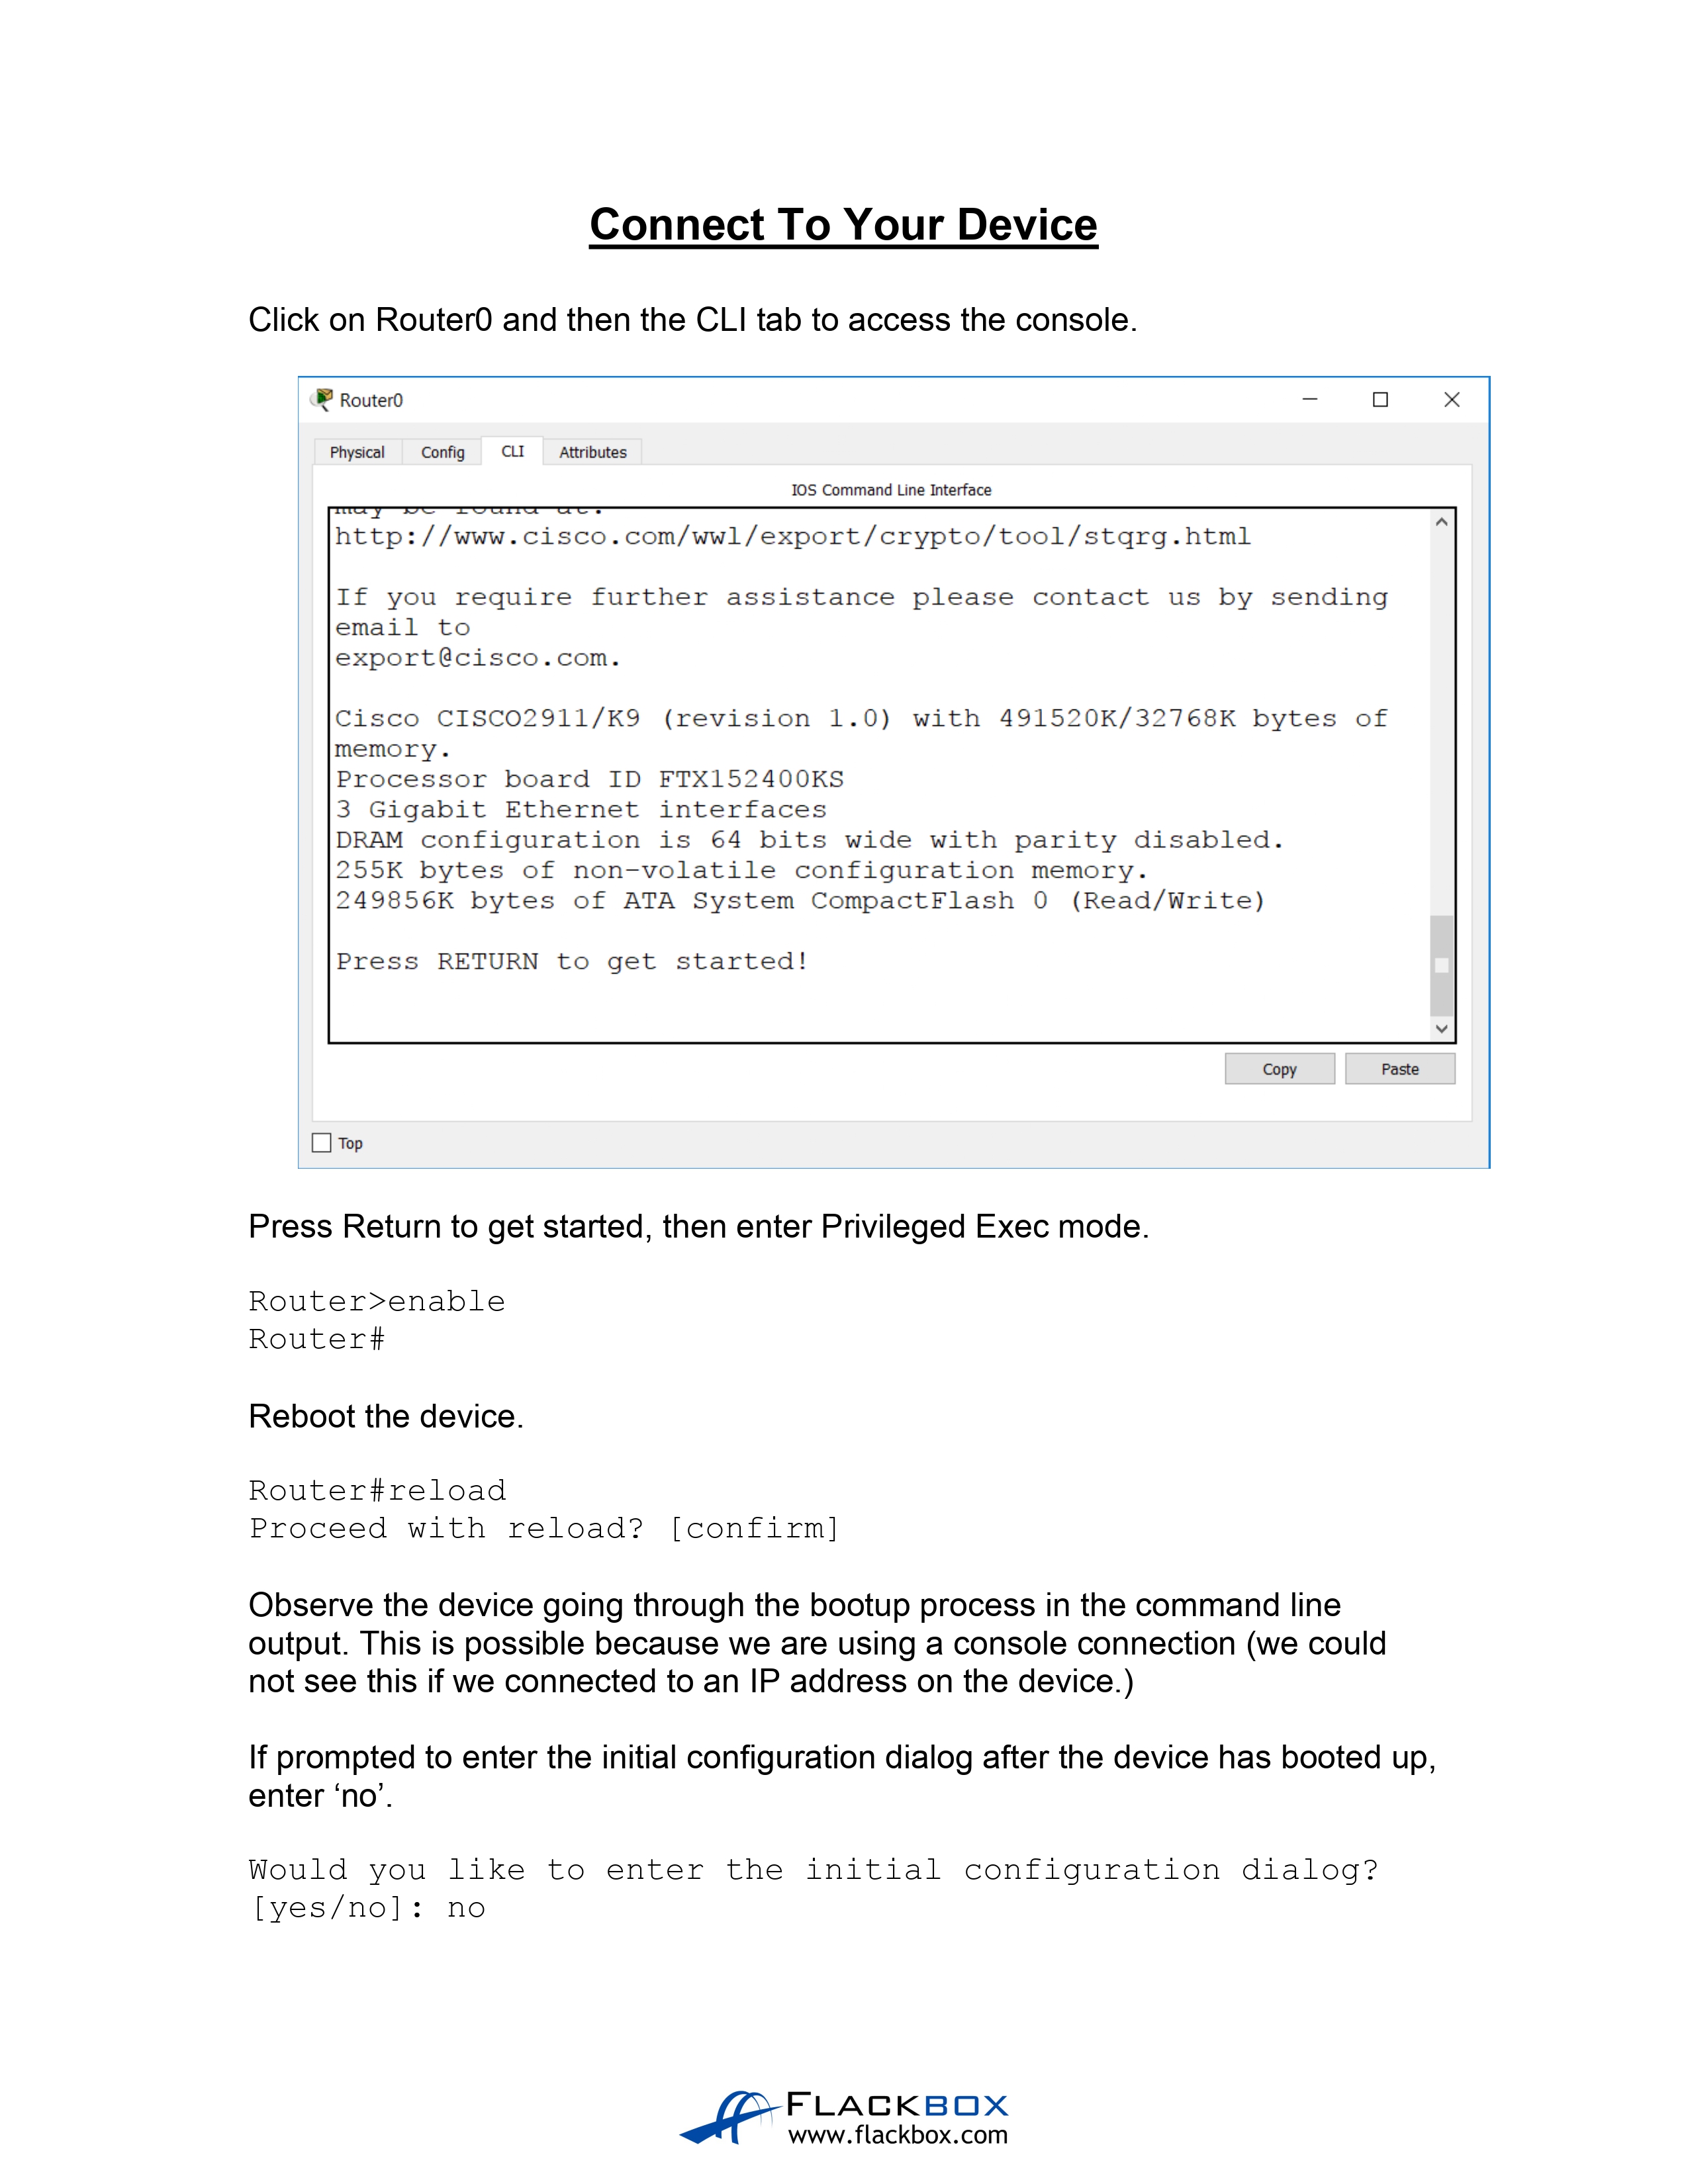 Connect To Your Device
Click on Router0 and then the CLI tab to access the console.
Router0
Physical Config CLI Attributes
IOS Command Line Interface
may be found at:
http://www.cisco.com/wwl/export/crypto/tool/stqrg.html
If you require further assistance please contact us by sending
email to
export@cisco.com.
Cisco CISCO2911/K9 (revision 1.0) with 491520K/32768K bytes of
memory.
Processor board ID FTX152400KS
3 Gigabit Ethernet interfaces
DRAM configuration is 64 bits wide with parity disabled.
255K bytes of non-volatile configuration memory.
249856K bytes of ATA System CompactFlash 0 (Read/Write)
Press RETURN to get started!
Copy Paste
Top
Press Return to get started, then enter Privileged Exec mode.
Router>enable
Router#
Reboot the device.
Router#reload
Proceed with reload? [confirm]
Observe the device going through the bootup process in the command line
output. This is possible because we are using a console connection (we could
not see this if we connected to an IP address on the device.)
If prompted to enter the initial configuration dialog after the device has booted up,
enter ‘no’.
Would you like to enter the initial configuration dialog?
[yes/no]: no
FLACKBOX
www.flackbox.com